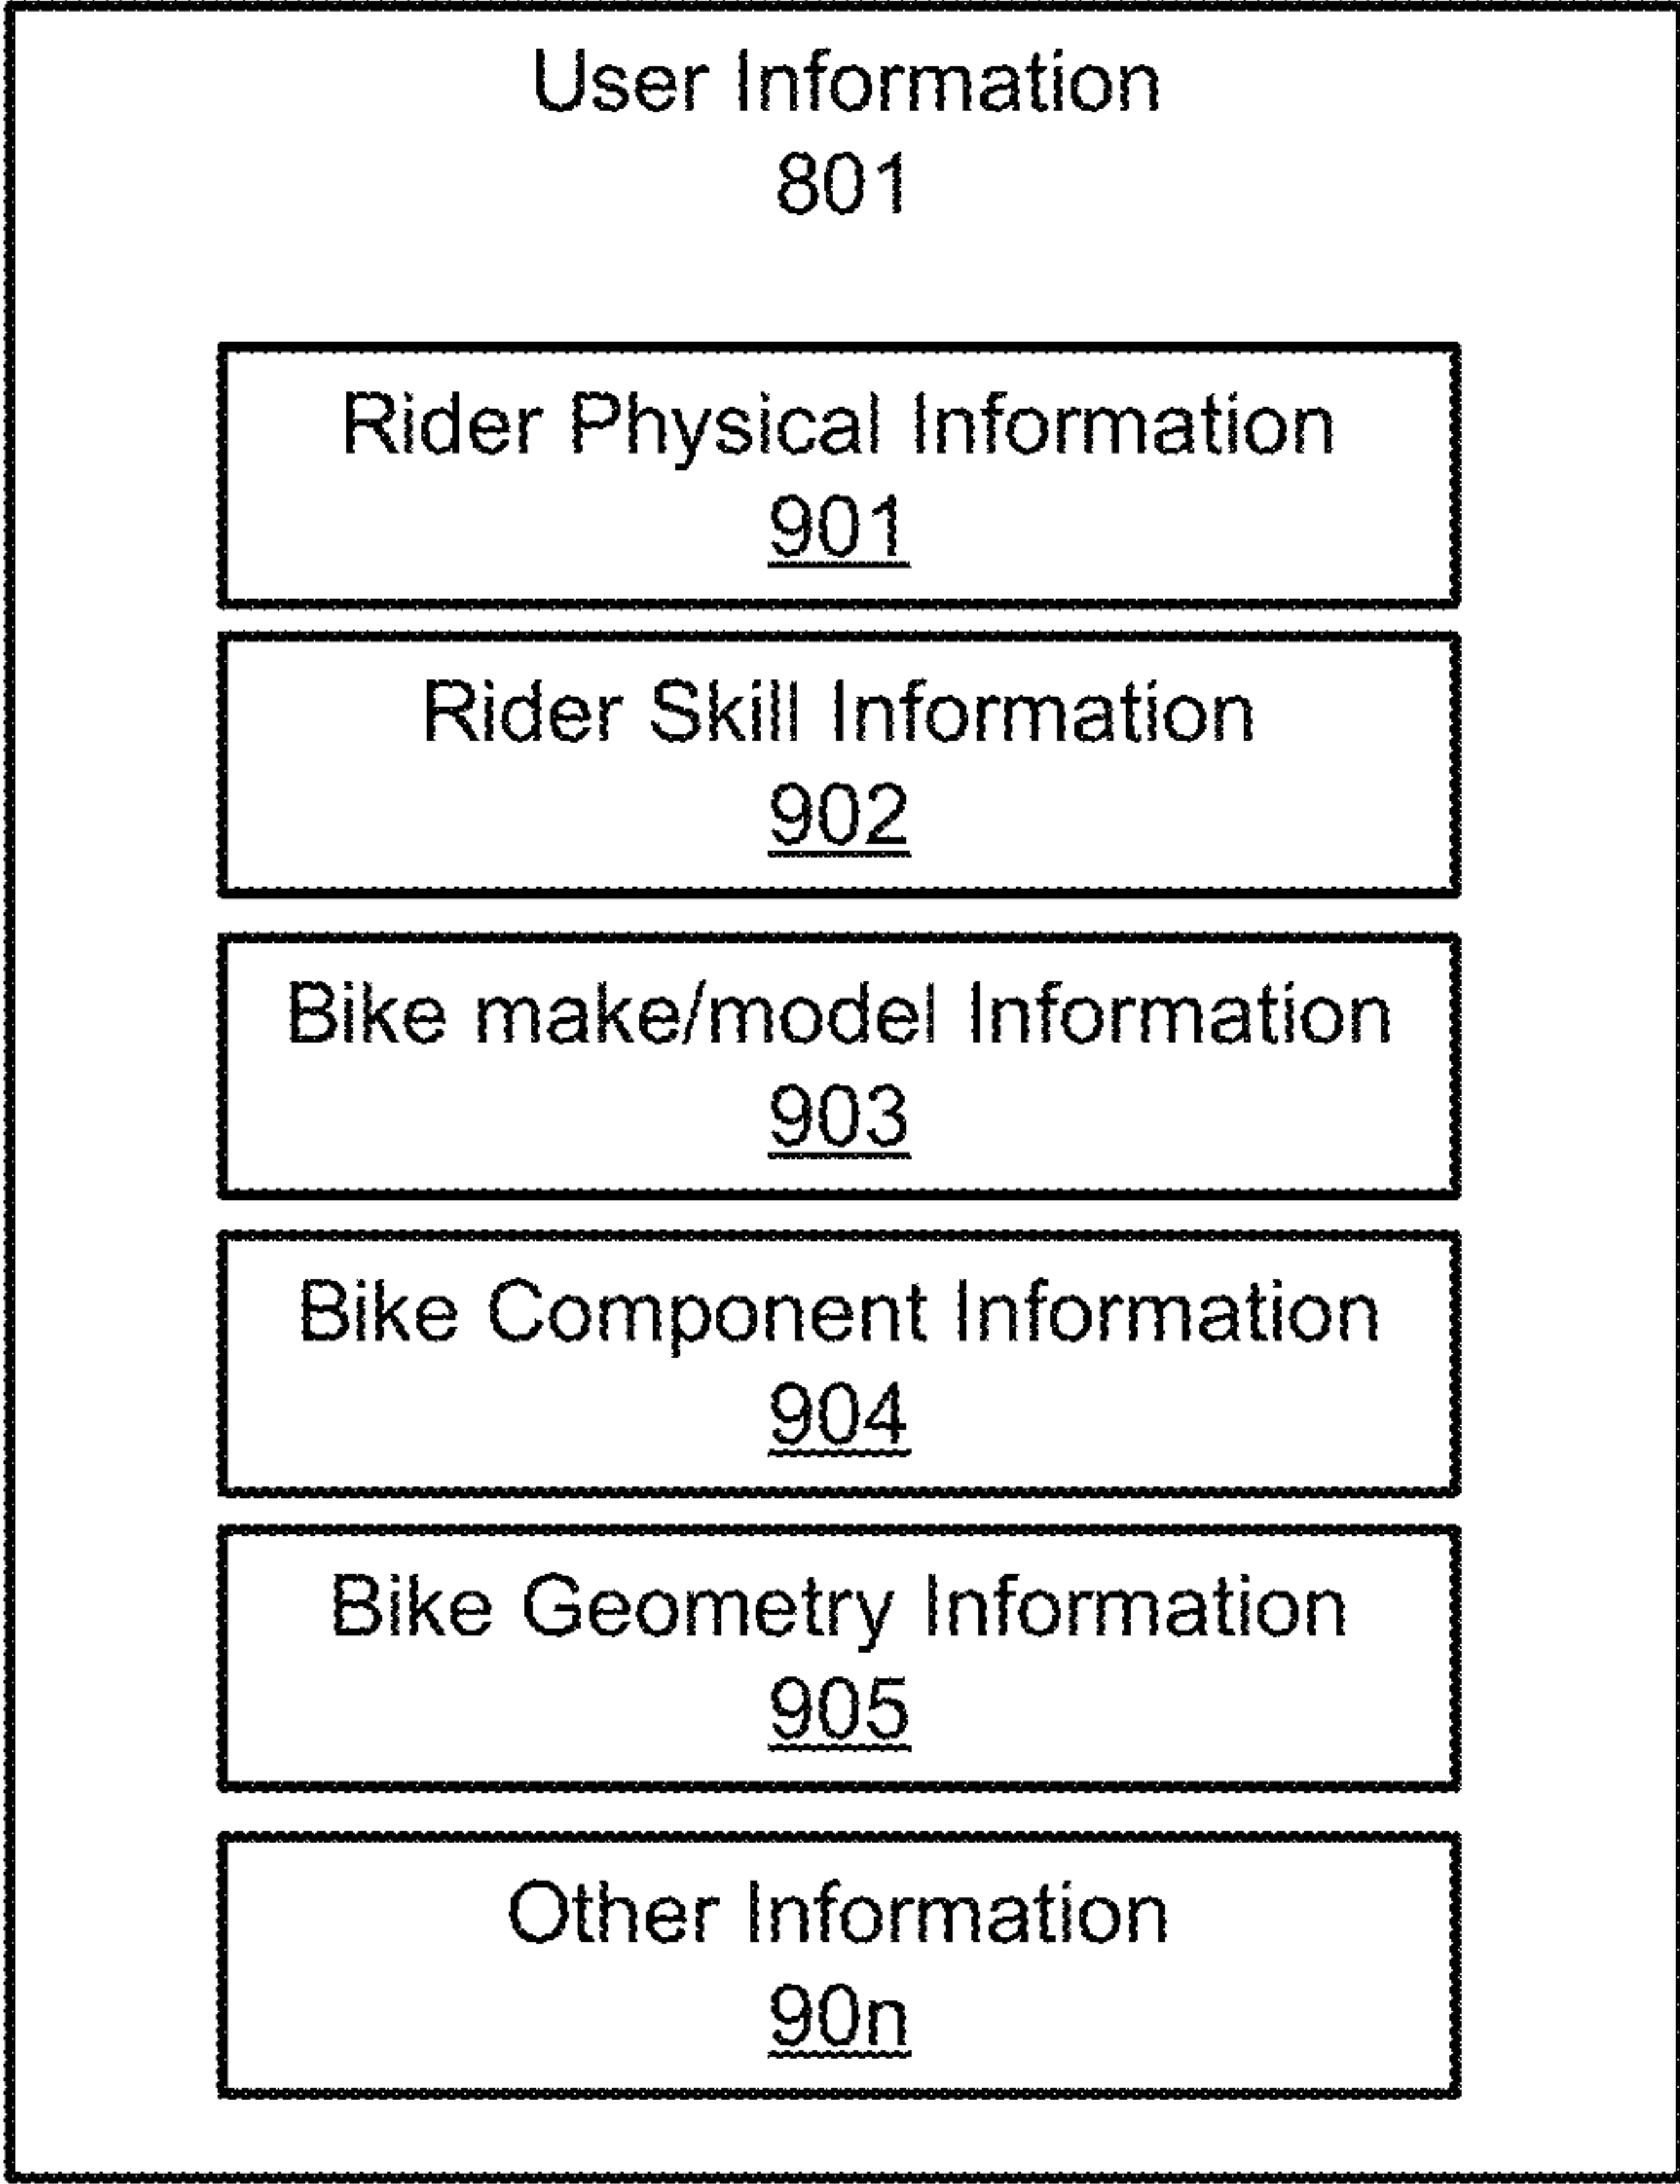 User Information
801
Rider Physical Information
901
Rider Skill Information
902
Bike make/model Information
903
Bike Component Information
904
Bike Geometry Information
905
Other Information
90n